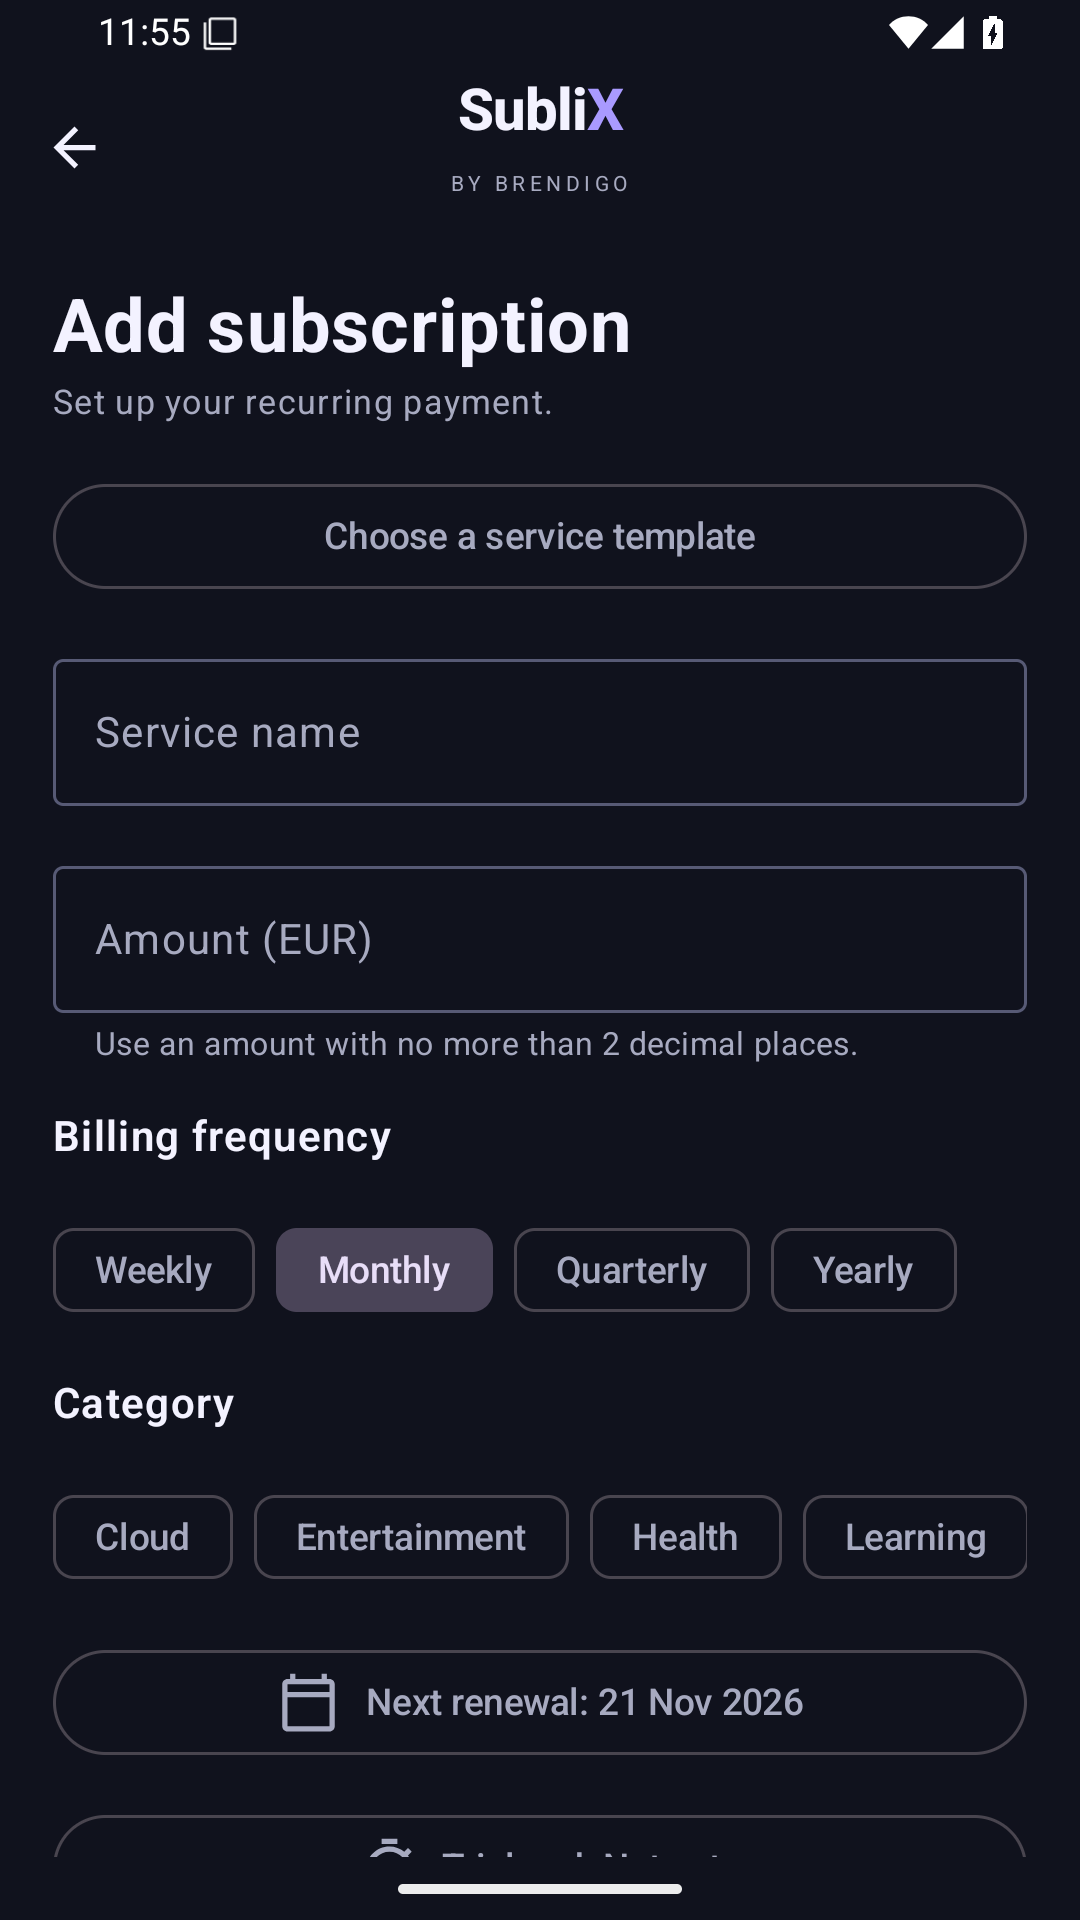 11:55
SubliX
BY BRENDIGO
Add subscription
Set up your recurring payment.
Choose a service template
Service name
Amount (EUR)
Use an amount with no more than 2 decimal places.
Billing frequency
Weekly Monthly Quarterly Yearly
Category
Cloud Entertainment Health Learning
Next renewal: 21 Nov 2026